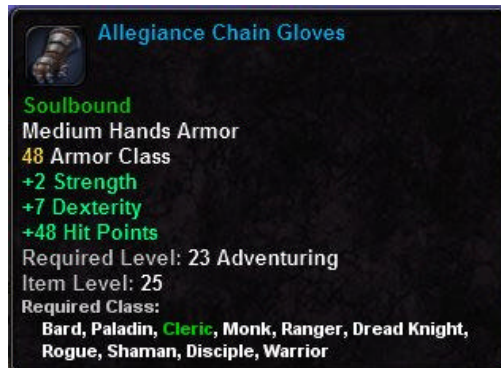 Allegiance Chain Gloves
Soulbound
Medium Hands Armor
48 Armor Class
+2 Strength
+7 Dexterity
+48 Hit Points
Required Level: 23 Adventuring
Item Level: 25
Required Class:
Bard, Paladin, Cleric, Monk, Ranger, Dread Knight,
Rogue, Shaman, Disciple, Warrior